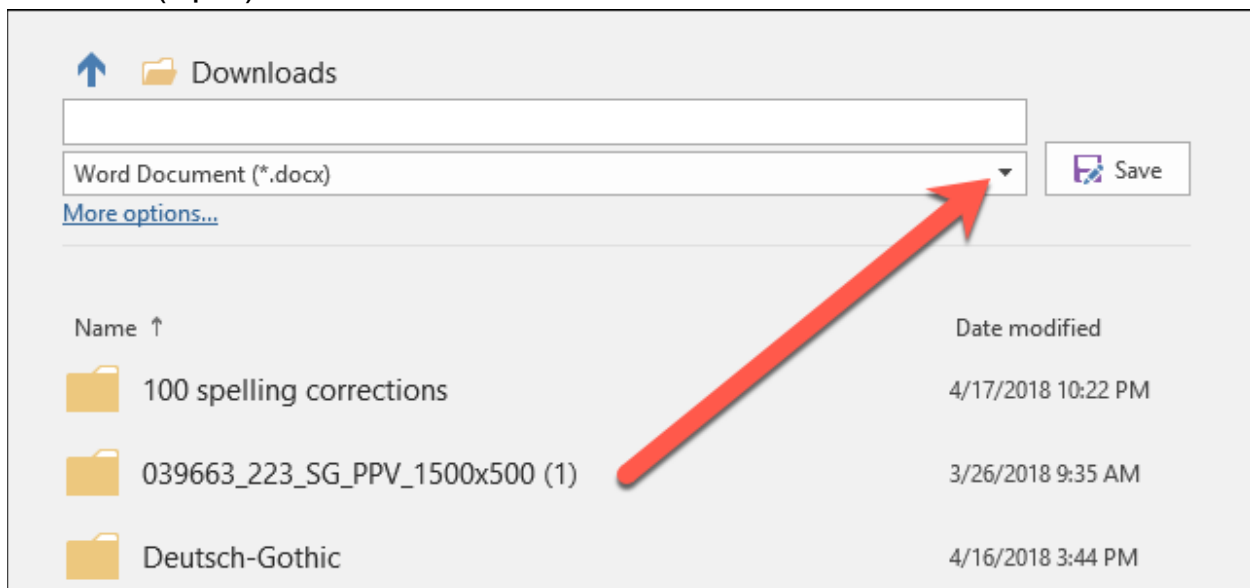 Downloads
Word Document (*.docx)
Save
More options...
Name ↑ Date modified
100 spelling corrections 4/17/2018 10:22 PM
039663_223_SG_PPV_1500x500 (1) 3/26/2018 9:35 AM
Deutsch-Gothic 4/16/2018 3:44 PM